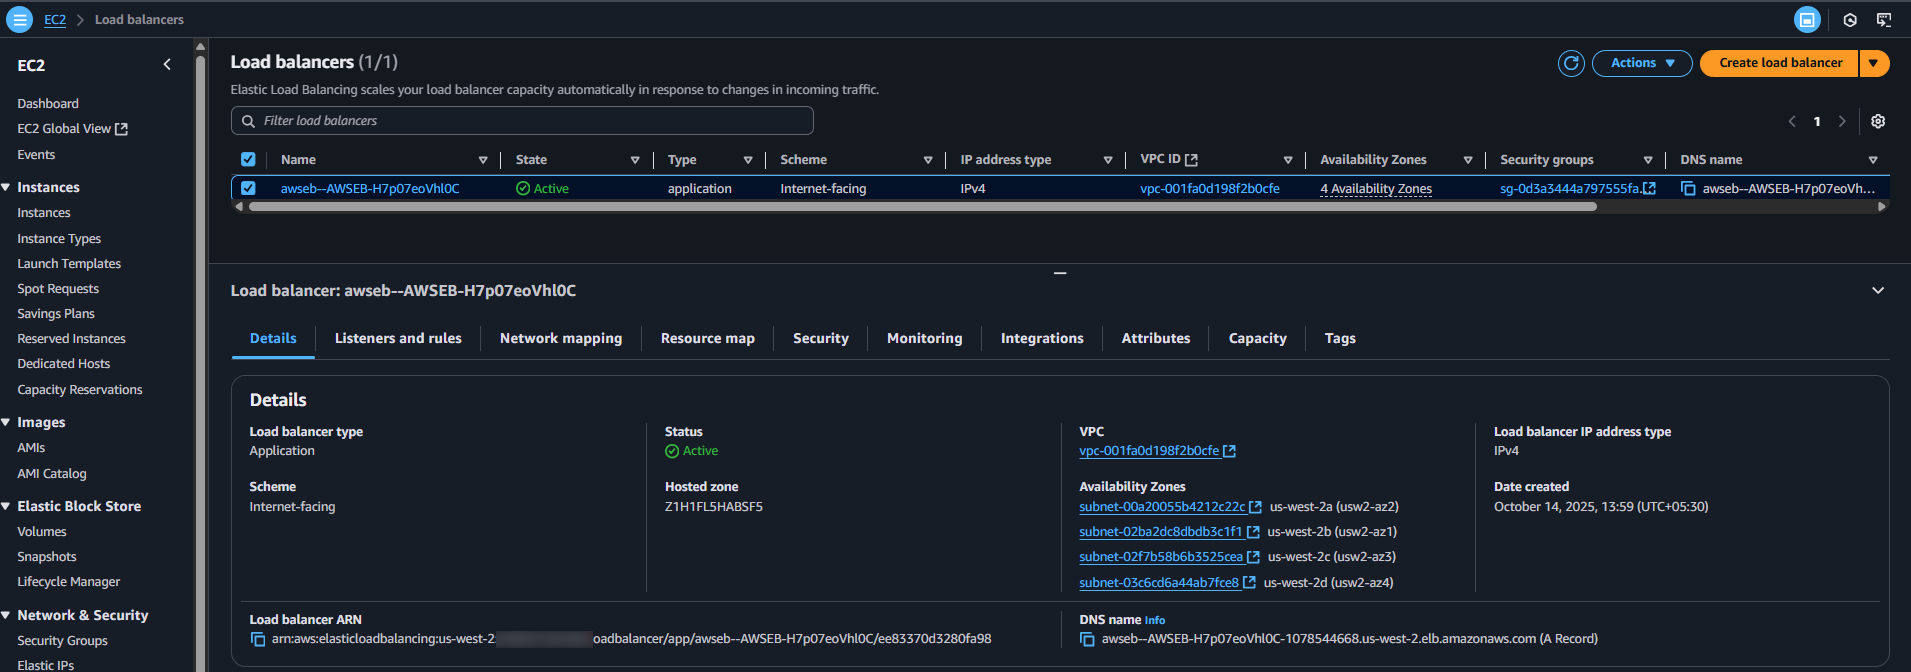 EC2 > Load balancers
EC2
Dashboard
EC2 Global View
Events
Instances
Instances
Instance Types
Launch Templates
Spot Requests
Savings Plans
Reserved Instances
Dedicated Hosts
Capacity Reservations
Images
AMIs
AMI Catalog
Elastic Block Store
Volumes
Snapshots
Lifecycle Manager
Network & Security
Security Groups
Elastic IPs
Load balancers (1/1)
Actions
Create load balancer
Elastic Load Balancing scales your load balancer capacity automatically in response to changes in incoming traffic.
Filter load balancers
1
Name State Type Scheme IP address type VPC ID Availability Zones Security groups DNS name
awseb--AWSEB-H7p07eoVhl0C Active application Internet-facing IPv4 vpc-001fa0d198f2b0cfe 4 Availability Zones sg-0d3a3444a797555fa... awseb--AWSEB-H7p07eoVh...
Load balancer: awseb--AWSEB-H7p07eoVhl0C
Details Listeners and rules Network mapping Resource map Security Monitoring Integrations Attributes Capacity Tags
Details
Load balancer type
Application
Scheme
Internet-facing
Status
Active
Hosted zone
Z1H1FL5HABSF5
VPC
vpc-001fa0d198f2b0cfe
Availability Zones
subnet-00a20055b4212c22c us-west-2a (usw2-az2)
subnet-02ba2dc8dbdb3c1f1 us-west-2b (usw2-az1)
subnet-02f7b58b6b3525cea us-west-2c (usw2-az3)
subnet-03c6cd6a44ab7fce8 us-west-2d (usw2-az4)
Load balancer IP address type
IPv4
Date created
October 14, 2025, 13:59 (UTC+05:30)
Load balancer ARN
arn:aws:elasticloadbalancing:us-west-2: oadbalancer/app/awseb--AWSEB-H7p07eoVhl0C/ee83370d3280fa98
DNS name Info
awseb--AWSEB-H7p07eoVhl0C-1078544668.us-west-2.elb.amazonaws.com (A Record)